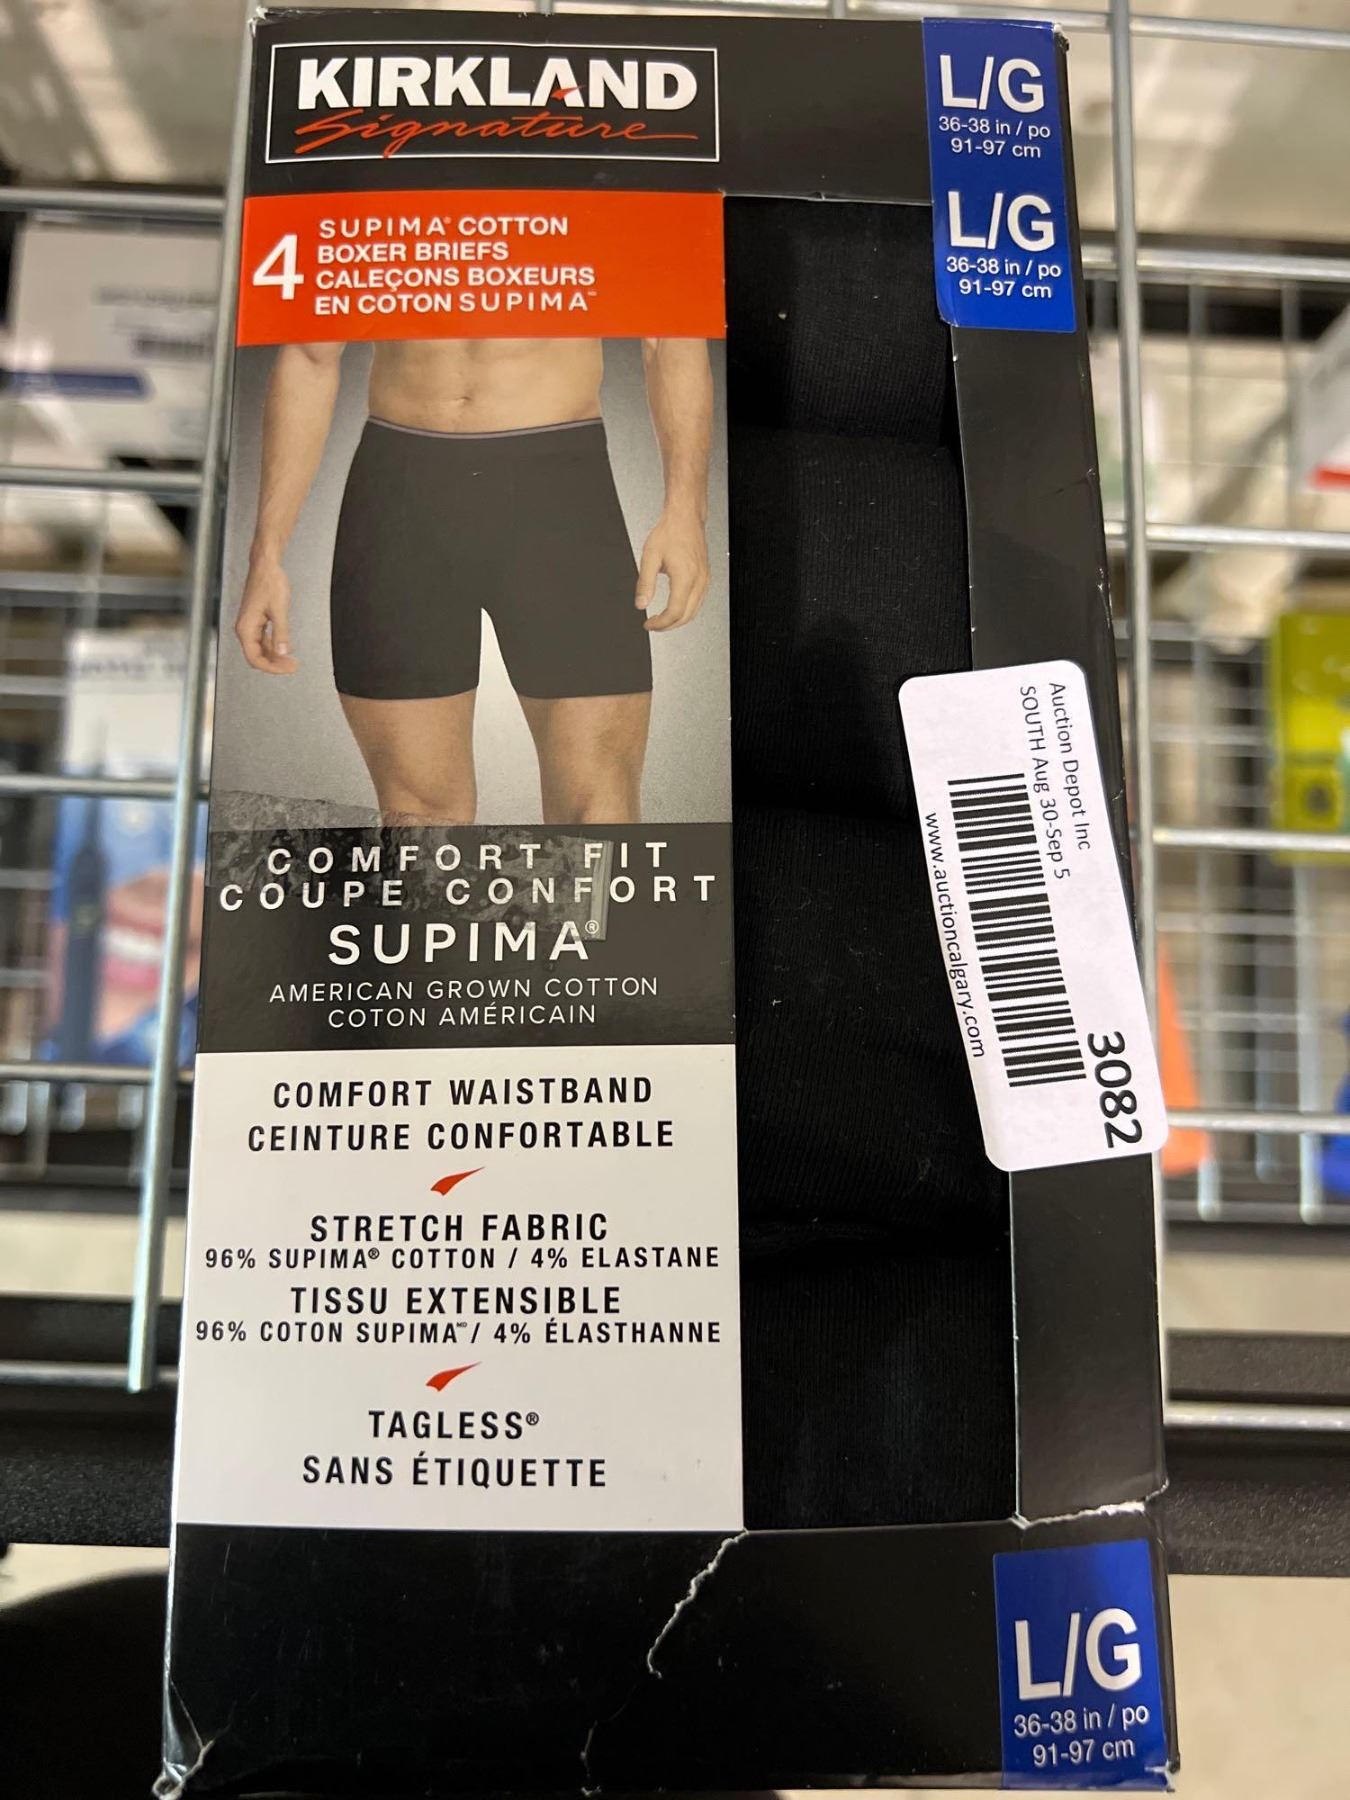 KIRKLAND
Signature
L/G
36-38 in / po
91-97 cm
L/G
36-38 in / po
91-97 cm
4
SUPIMA® COTTON
BOXER BRIEFS
CALEÇONS BOXEURS
EN COTON SUPIMA
COMFORT FIT
COUPE CONFORT
SUPIMA®
AMERICAN GROWN COTTON
COTON AMÉRICAIN
COMFORT WAISTBAND
CEINTURE CONFORTABLE
STRETCH FABRIC
96% SUPIMA® COTTON / 4% ELASTANE
TISSU EXTENSIBLE
96% COTON SUPIMAᴹᴰ / 4% ÉLASTHANNE
TAGLESS®
SANS ÉTIQUETTE
Auction Depot Inc
SOUTH Aug 30-Sep 5
www.auctioncalgary.com
3082
L/G
36-38 in / po
91-97 cm